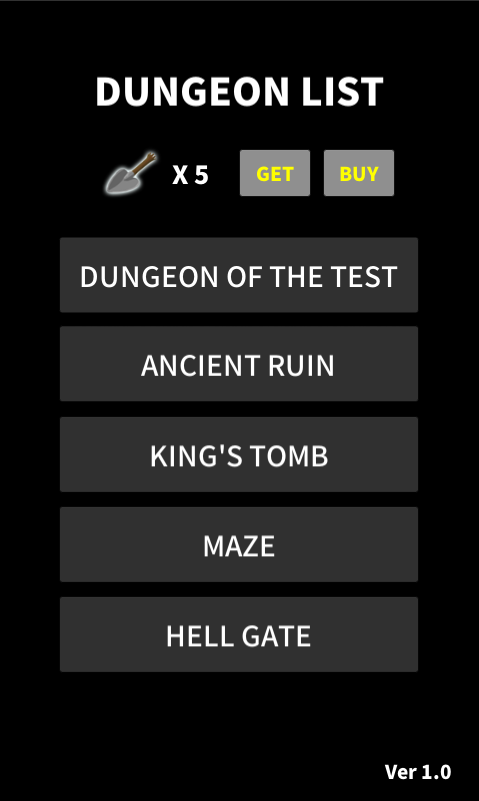 DUNGEON LIST
X 5 GET BUY
DUNGEON OF THE TEST
ANCIENT RUIN
KING'S TOMB
MAZE
HELL GATE
Ver 1.0